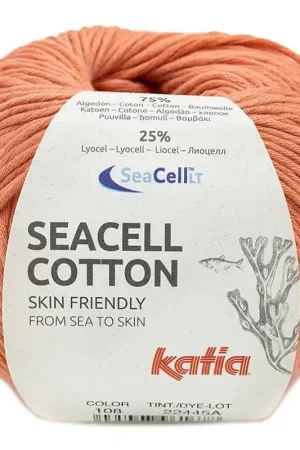 75%
Algodón - Coton - Cotton - Baumwolle
Katoen - Cotone - Algodão - хлопок
Puuvilla - bomull - Βαμβάκι
25%
Lyocel - Lyocell - Liocel - Лиоцелл
SeaCell™LT
SEACELL
COTTON
SKIN FRIENDLY
FROM SEA TO SKIN
katia
COLOR TINT./DYE-LOT
108 22445A